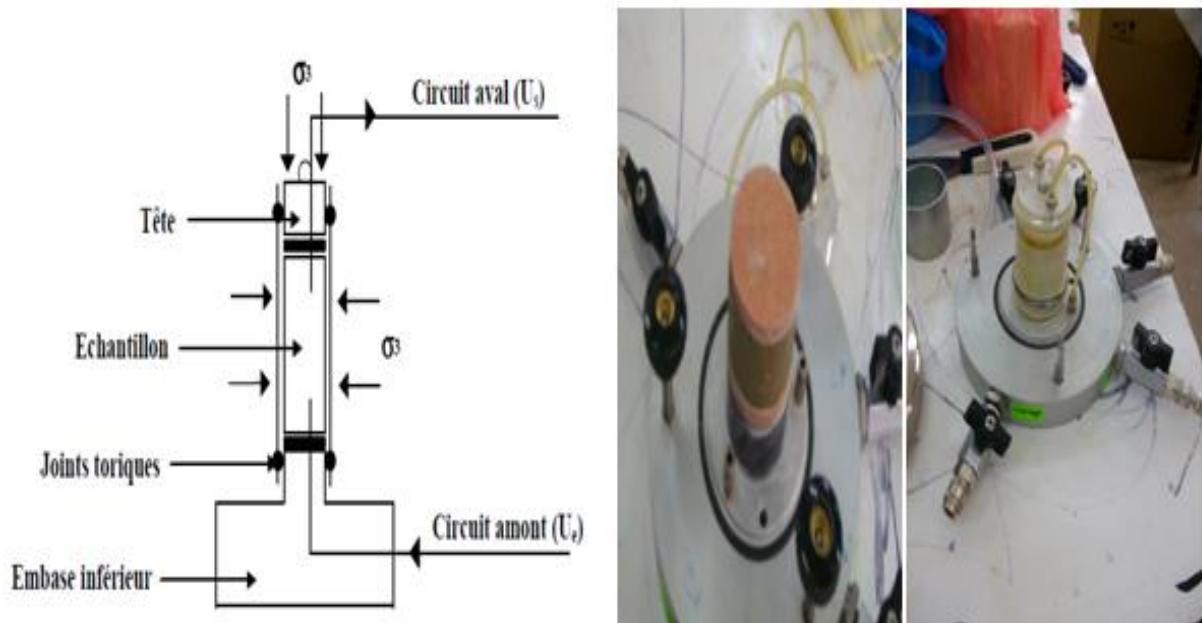 σ3
Circuit aval (Us)
Tête
Echantillon
σ3
Joints toriques
Circuit amont (Ue)
Embase inférieur